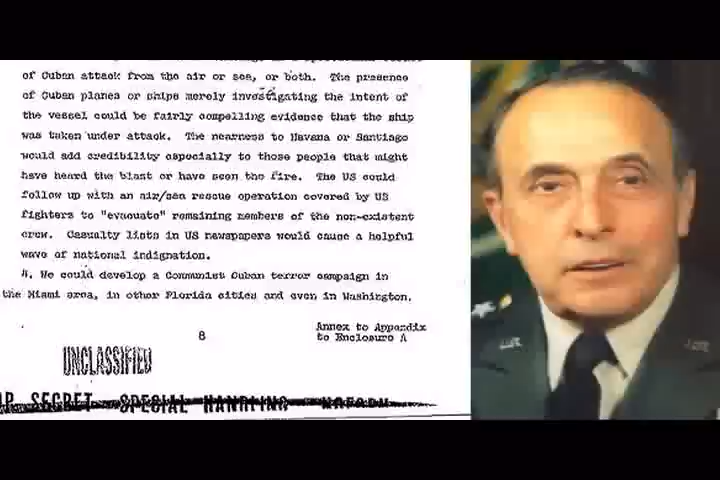 of Cuban attack from the air or sea, or both. The presence
of Cuban planes or ships merely investigating the intent of
the vessel could be fairly compelling evidence that the ship
was taken under attack. The nearness to Havana or Santiago
would add credibility especially to those people that might
have heard the blast or have seen the fire. The US could
follow up with an air/sea rescue operation covered by US
fighters to "evacuate" remaining members of the non-existent
crew. Casualty lists in US newspapers would cause a helpful
wave of national indignation.
4. We could develop a Communist Cuban terror campaign in
the Miami area, in other Florida cities and even in Washington.
8
Annex to Appendix
to Enclosure A
UNCLASSIFIED
SECRET SPECIAL HANDLING NOFORN
U.S.